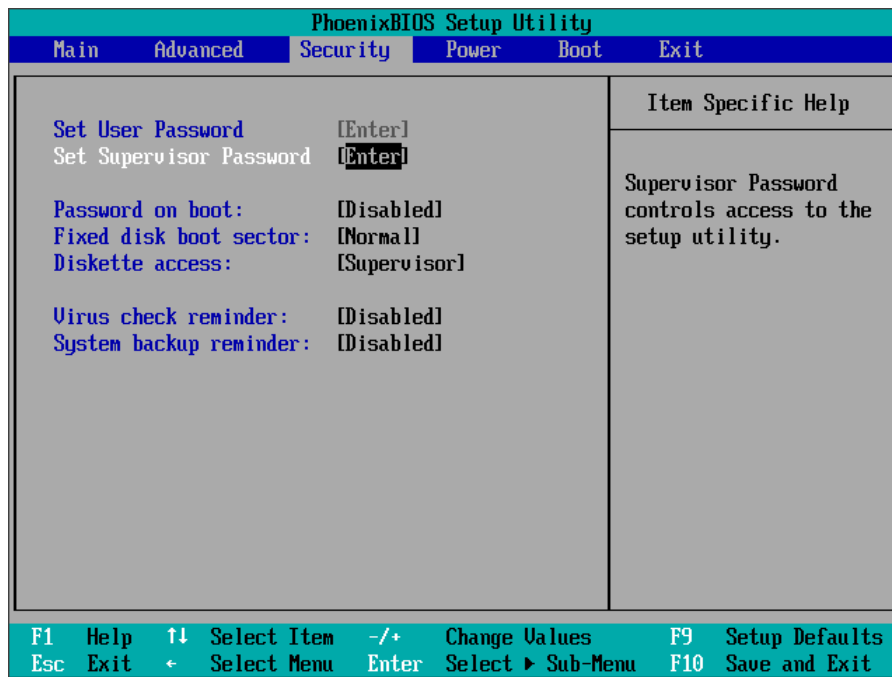 PhoenixBIOS Setup Utility
Main Advanced Security Power Boot Exit
Item Specific Help
Set User Password [Enter]
Set Supervisor Password [Enter]
Supervisor Password
controls access to the
setup utility.
Password on boot: [Disabled]
Fixed disk boot sector: [Normal]
Diskette access: [Supervisor]
Virus check reminder: [Disabled]
System backup reminder: [Disabled]
F1 Help ↑↓ Select Item -/+ Change Values F9 Setup Defaults
Esc Exit ← Select Menu Enter Select ▶ Sub-Menu F10 Save and Exit